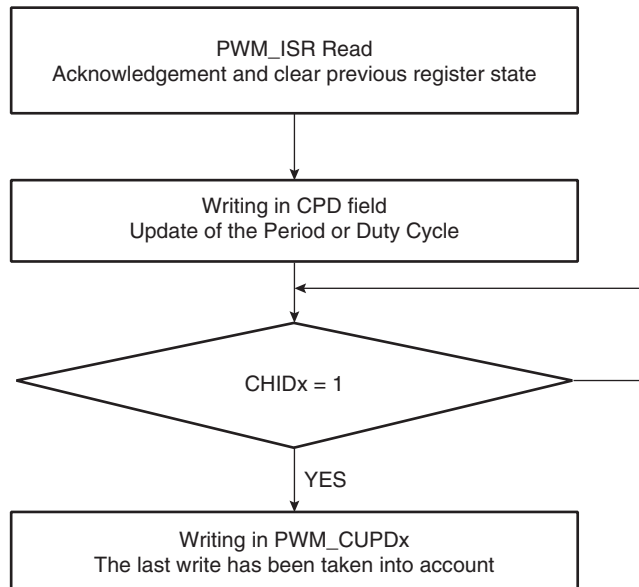 PWM_ISR Read
Acknowledgement and clear previous register state
Writing in CPD field
Update of the Period or Duty Cycle
CHIDx = 1
YES
Writing in PWM_CUPDx
The last write has been taken into account